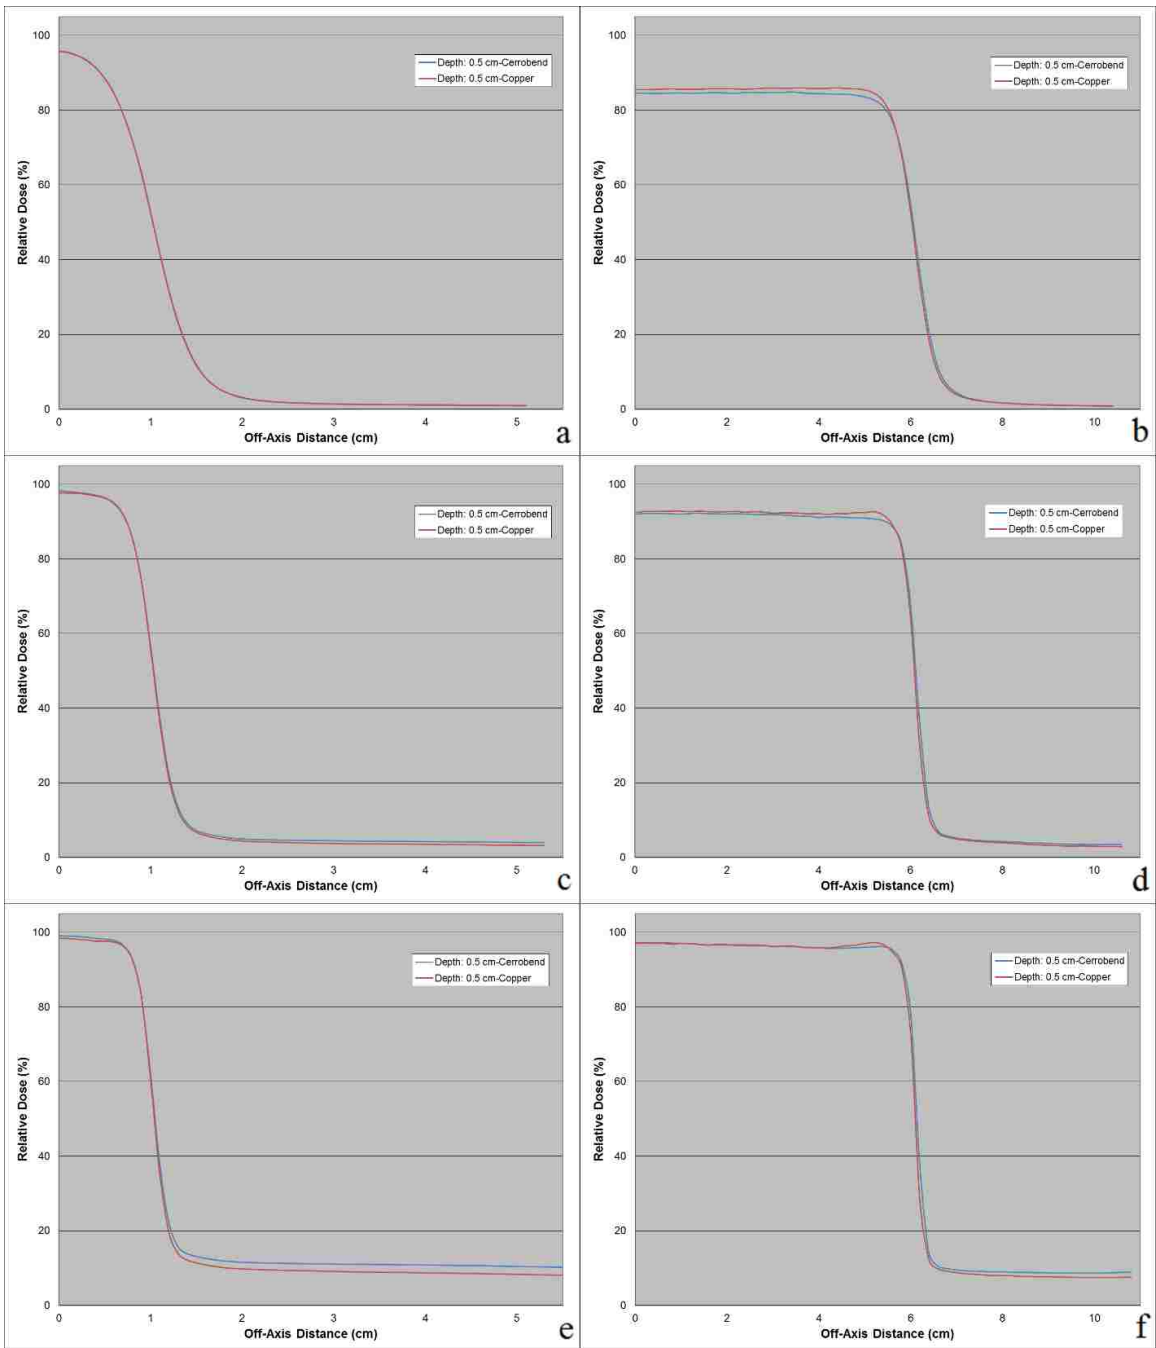 100
80
60
40
20
0
Relative Dose (%)
Depth: 0.5 cm-Cerrobend
Depth: 0.5 cm-Copper
0 1 2 3 4 5
Off-Axis Distance (cm)
a
100
80
60
40
20
0
Relative Dose (%)
Depth: 0.5 cm-Cerrobend
Depth: 0.5 cm-Copper
0 2 4 6 8 10
Off-Axis Distance (cm)
b
100
80
60
40
20
0
Relative Dose (%)
Depth: 0.5 cm-Cerrobend
Depth: 0.5 cm-Copper
0 1 2 3 4 5
Off-Axis Distance (cm)
c
100
80
60
40
20
0
Relative Dose (%)
Depth: 0.5 cm-Cerrobend
Depth: 0.5 cm-Copper
0 2 4 6 8 10
Off-Axis Distance (cm)
d
100
80
60
40
20
0
Relative Dose (%)
Depth: 0.5 cm-Cerrobend
Depth: 0.5 cm-Copper
0 1 2 3 4 5
Off-Axis Distance (cm)
e
100
80
60
40
20
0
Relative Dose (%)
Depth: 0.5 cm-Cerrobend
Depth: 0.5 cm-Copper
0 2 4 6 8 10
Off-Axis Distance (cm)
f